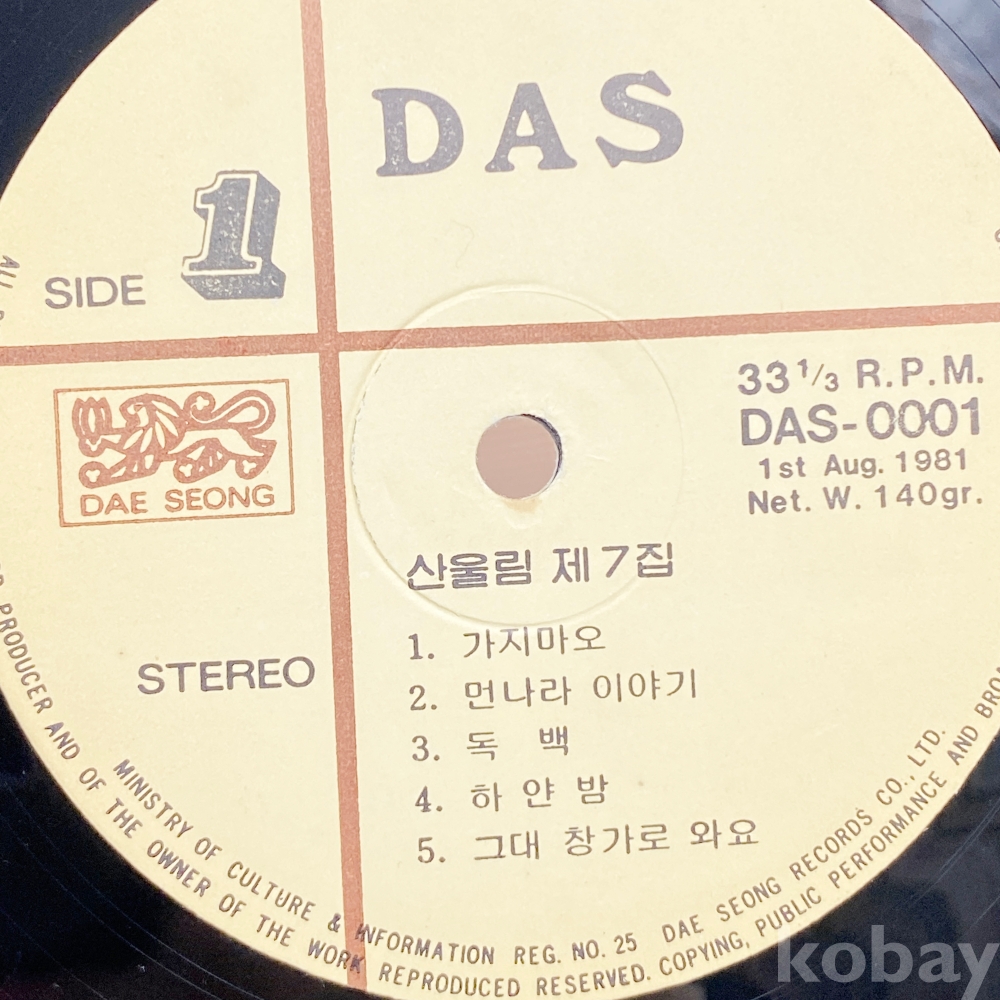 DAS
SIDE 1
DAE SEONG
33 1/3 R.P.M.
DAS-0001
1st Aug. 1981
Net. W. 140gr.
STEREO
산울림 제7집
1. 가지마오
2. 먼나라 이야기
3. 독 백
4. 하얀밤
5. 그대 창가로 와요
MINISTRY OF CULTURE & INFORMATION REG. NO. 25 DAE SEONG RECORDS CO., LTD.
PRODUCER AND OF THE OWNER OF THE WORK REPRODUCED RESERVED. COPYING, PUBLIC PERFORMANCE AND
kobay